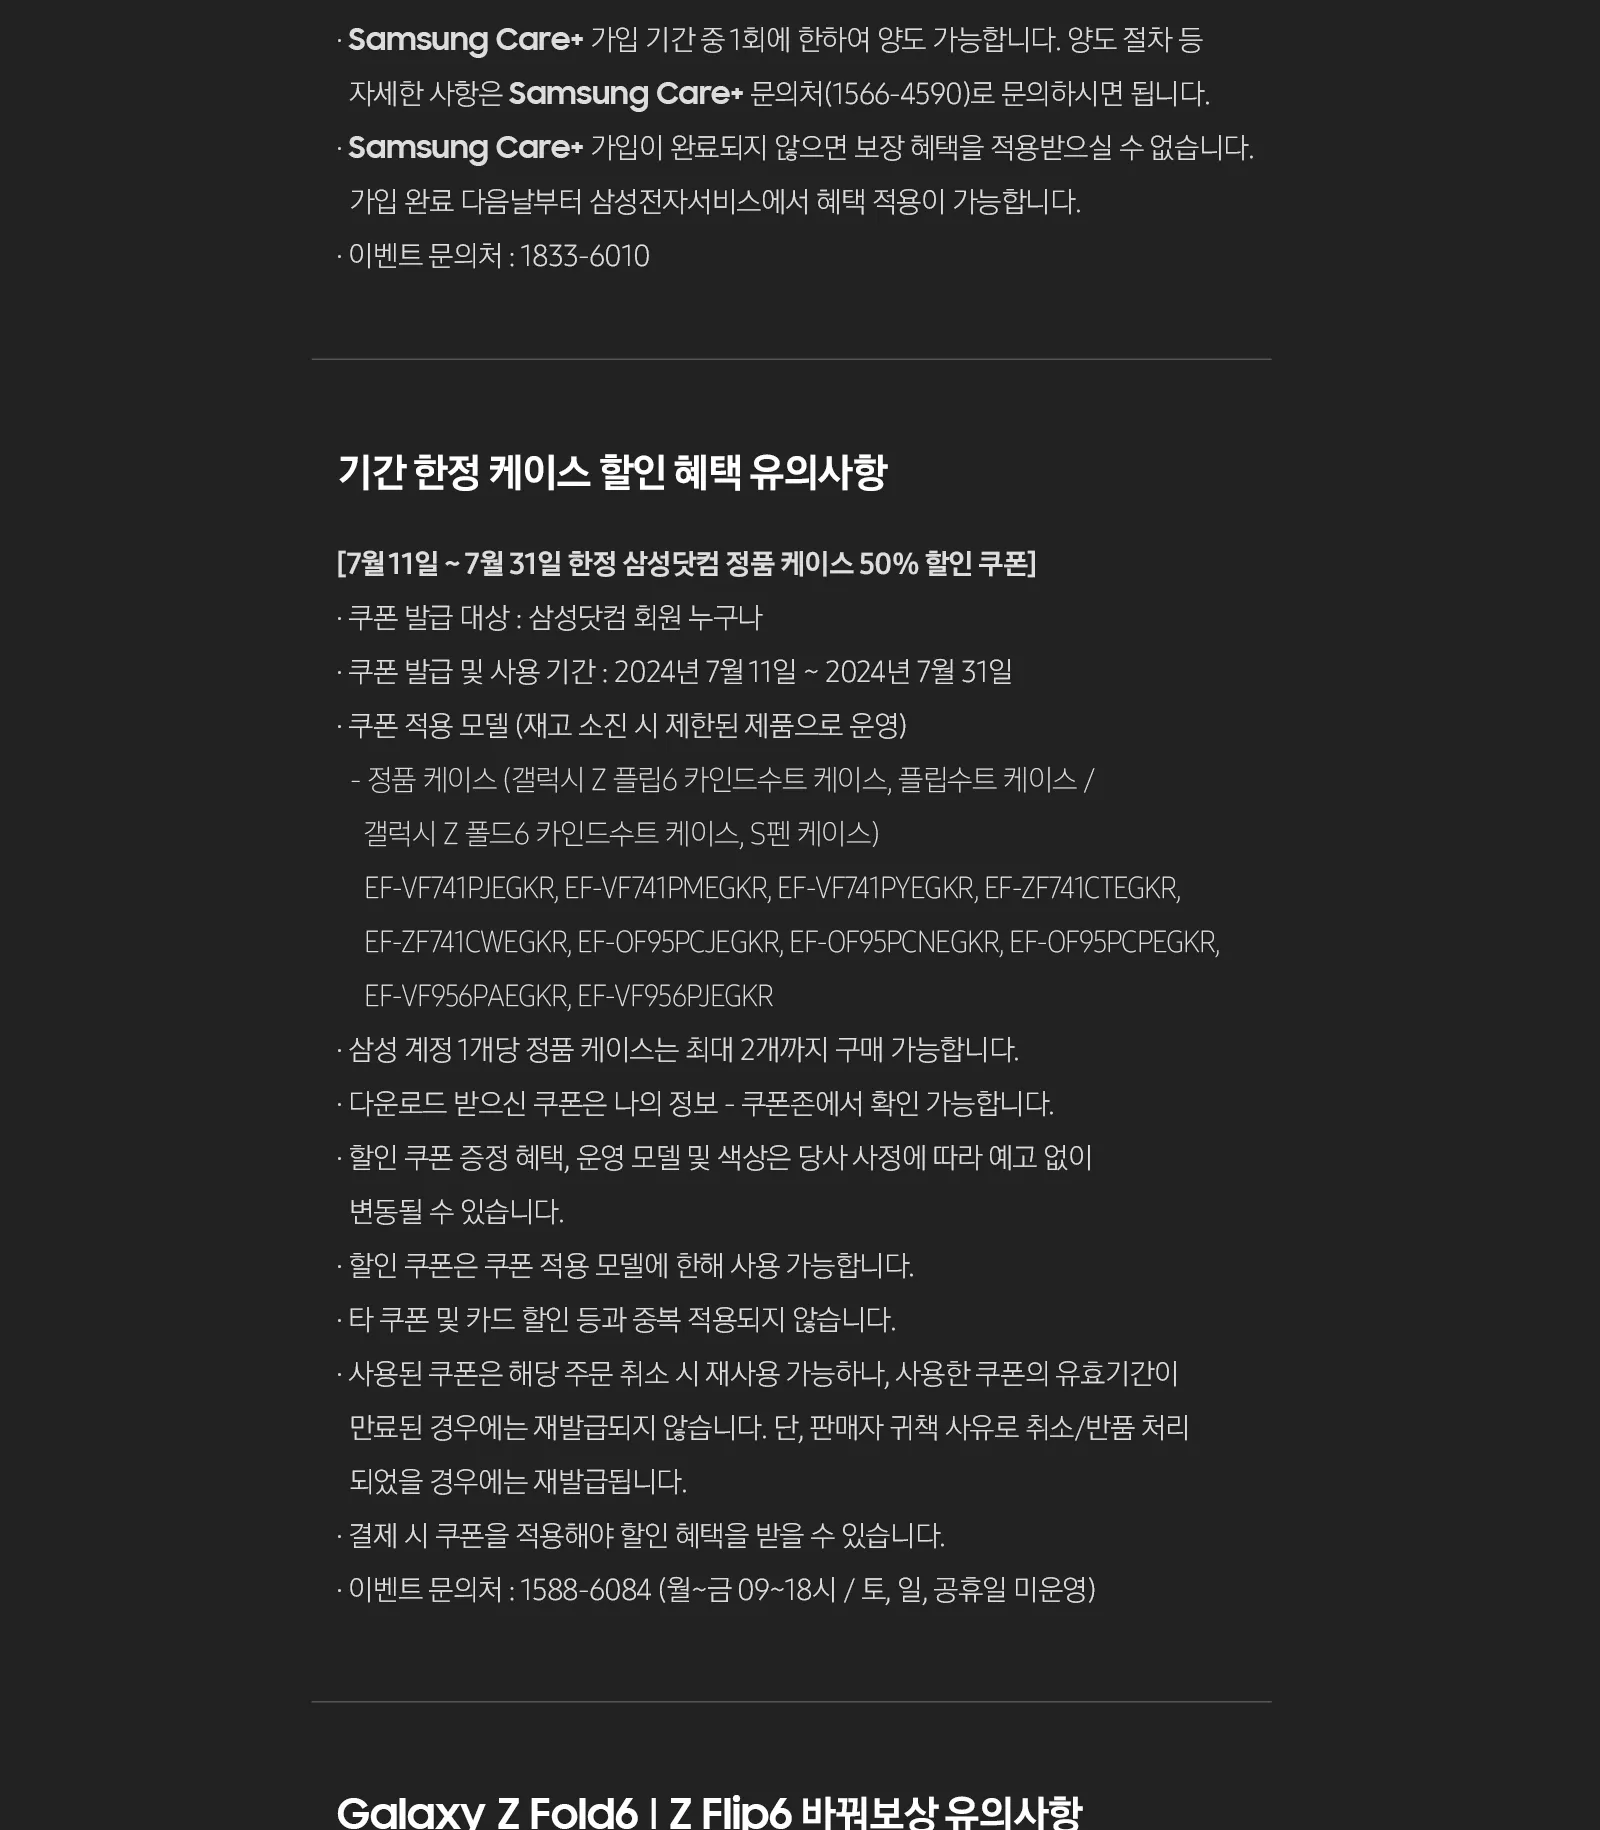 · Samsung Care+ 가입 기간 중 1회에 한하여 양도 가능합니다. 양도 절차 등
자세한 사항은 Samsung Care+ 문의처(1566-4590)로 문의하시면 됩니다.
· Samsung Care+ 가입이 완료되지 않으면 보장 혜택을 적용받으실 수 없습니다.
가입 완료 다음날부터 삼성전자서비스에서 혜택 적용이 가능합니다.
· 이벤트 문의처 : 1833-6010
기간 한정 케이스 할인 혜택 유의사항
[7월 11일 ~ 7월 31일 한정 삼성닷컴 정품 케이스 50% 할인 쿠폰]
· 쿠폰 발급 대상 : 삼성닷컴 회원 누구나
· 쿠폰 발급 및 사용 기간 : 2024년 7월 11일 ~ 2024년 7월 31일
· 쿠폰 적용 모델 (재고 소진 시 제한된 제품으로 운영)
- 정품 케이스 (갤럭시 Z 플립6 카인드수트 케이스, 플립수트 케이스 /
갤럭시 Z 폴드6 카인드수트 케이스, S펜 케이스)
EF-VF741PJEGKR, EF-VF741PMEGKR, EF-VF741PYEGKR, EF-ZF741CTEGKR,
EF-ZF741CWEGKR, EF-OF95PCJEGKR, EF-OF95PCNEGKR, EF-OF95PCPEGKR,
EF-VF956PAEGKR, EF-VF956PJEGKR
· 삼성 계정 1개당 정품 케이스는 최대 2개까지 구매 가능합니다.
· 다운로드 받으신 쿠폰은 나의 정보 - 쿠폰존에서 확인 가능합니다.
· 할인 쿠폰 증정 혜택, 운영 모델 및 색상은 당사 사정에 따라 예고 없이
변동될 수 있습니다.
· 할인 쿠폰은 쿠폰 적용 모델에 한해 사용 가능합니다.
· 타 쿠폰 및 카드 할인 등과 중복 적용되지 않습니다.
· 사용된 쿠폰은 해당 주문 취소 시 재사용 가능하나, 사용한 쿠폰의 유효기간이
만료된 경우에는 재발급되지 않습니다. 단, 판매자 귀책 사유로 취소/반품 처리
되었을 경우에는 재발급됩니다.
· 결제 시 쿠폰을 적용해야 할인 혜택을 받을 수 있습니다.
· 이벤트 문의처 : 1588-6084 (월~금 09~18시 / 토, 일, 공휴일 미운영)
Galaxy Z Fold6 | Z Flip6 바꿔보상 유의사항